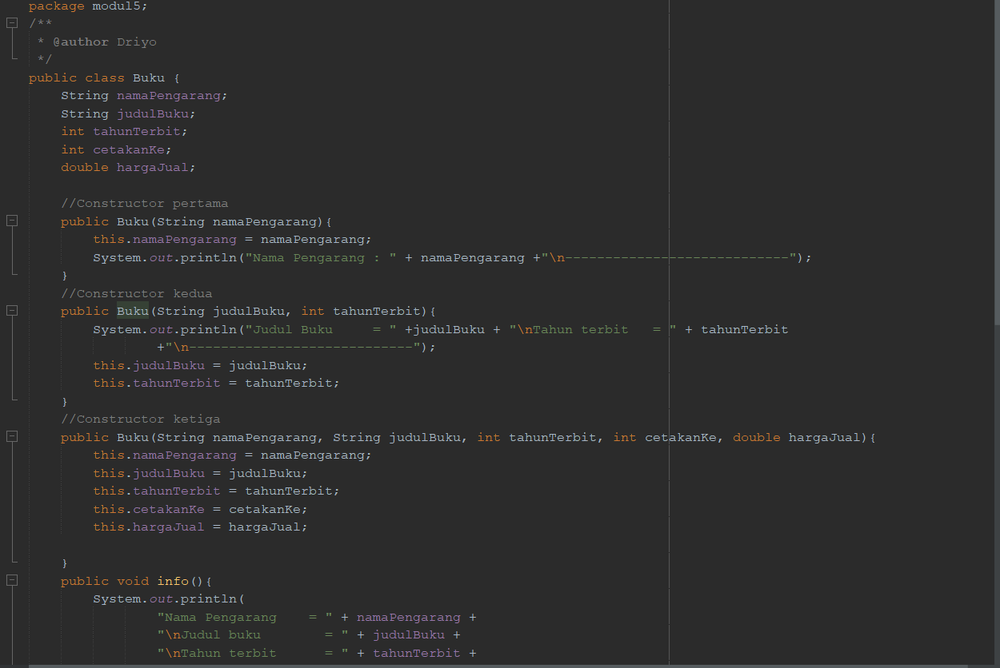 package modul5;
/**
 * @author Driyo
 */
public class Buku {
    String namaPengarang;
    String judulBuku;
    int tahunTerbit;
    int cetakanKe;
    double hargaJual;

    //Constructor pertama
    public Buku(String namaPengarang){
        this.namaPengarang = namaPengarang;
        System.out.println("Nama Pengarang : " + namaPengarang +"\n----------------------------");
    }
    //Constructor kedua
    public Buku(String judulBuku, int tahunTerbit){
        System.out.println("Judul Buku     = " +judulBuku + "\nTahun terbit   = " + tahunTerbit
                +"\n----------------------------");
        this.judulBuku = judulBuku;
        this.tahunTerbit = tahunTerbit;
    }
    //Constructor ketiga
    public Buku(String namaPengarang, String judulBuku, int tahunTerbit, int cetakanKe, double hargaJual){
        this.namaPengarang = namaPengarang;
        this.judulBuku = judulBuku;
        this.tahunTerbit = tahunTerbit;
        this.cetakanKe = cetakanKe;
        this.hargaJual = hargaJual;

    }
    public void info(){
        System.out.println(
                "Nama Pengarang    = " + namaPengarang +
                "\nJudul buku        = " + judulBuku +
                "\nTahun terbit      = " + tahunTerbit +